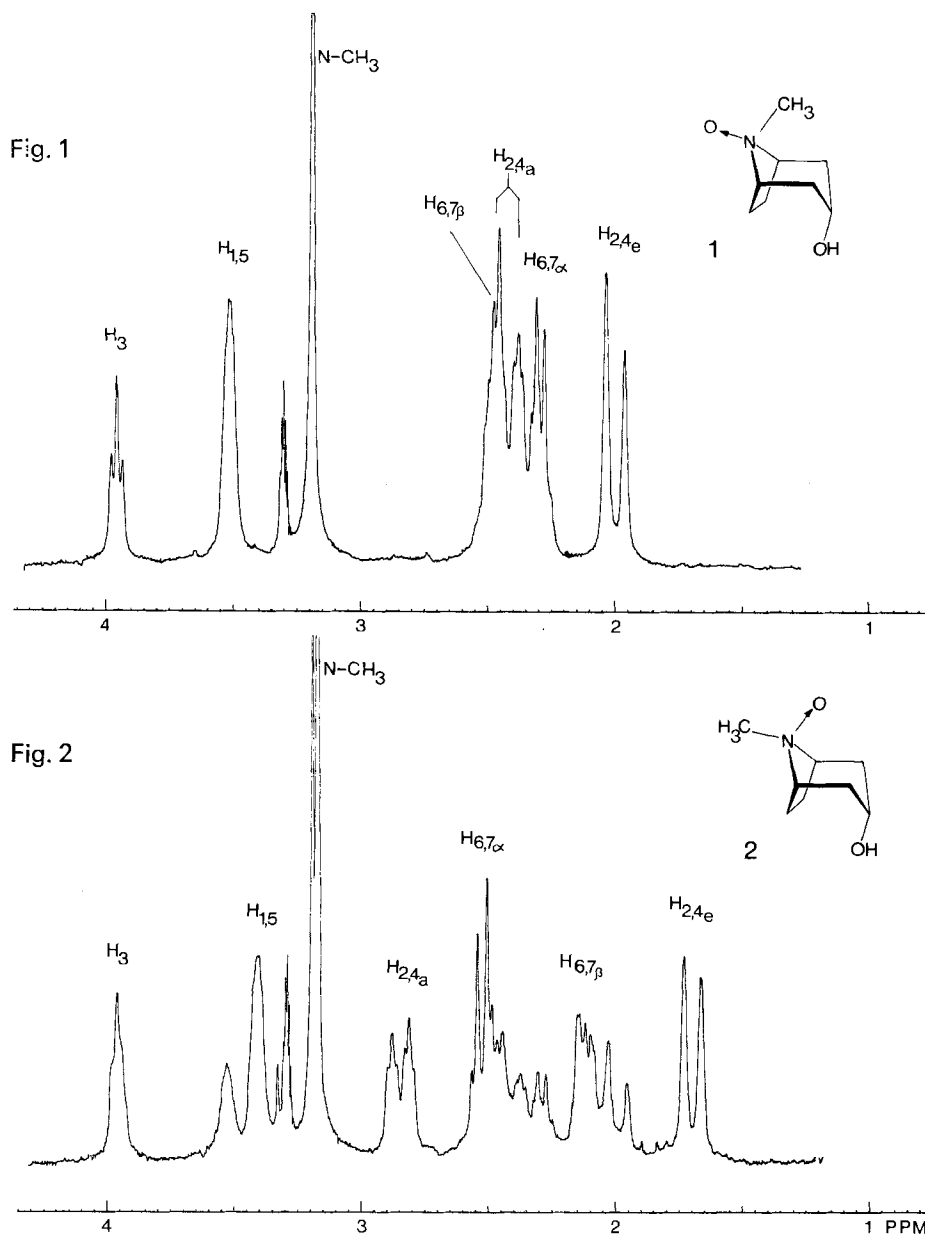 Fig. 1
N-CH₃
H₃
H₁,₅
H₆,₇β
H₂,₄a
H₆,₇α
H₂,₄e
O
N
CH₃
OH
1
4 3 2 1
Fig. 2
N-CH₃
H₃
H₁,₅
H₂,₄a
H₆,₇α
H₆,₇β
H₂,₄e
H₃C
N
O
OH
2
4 3 2 1 PPM